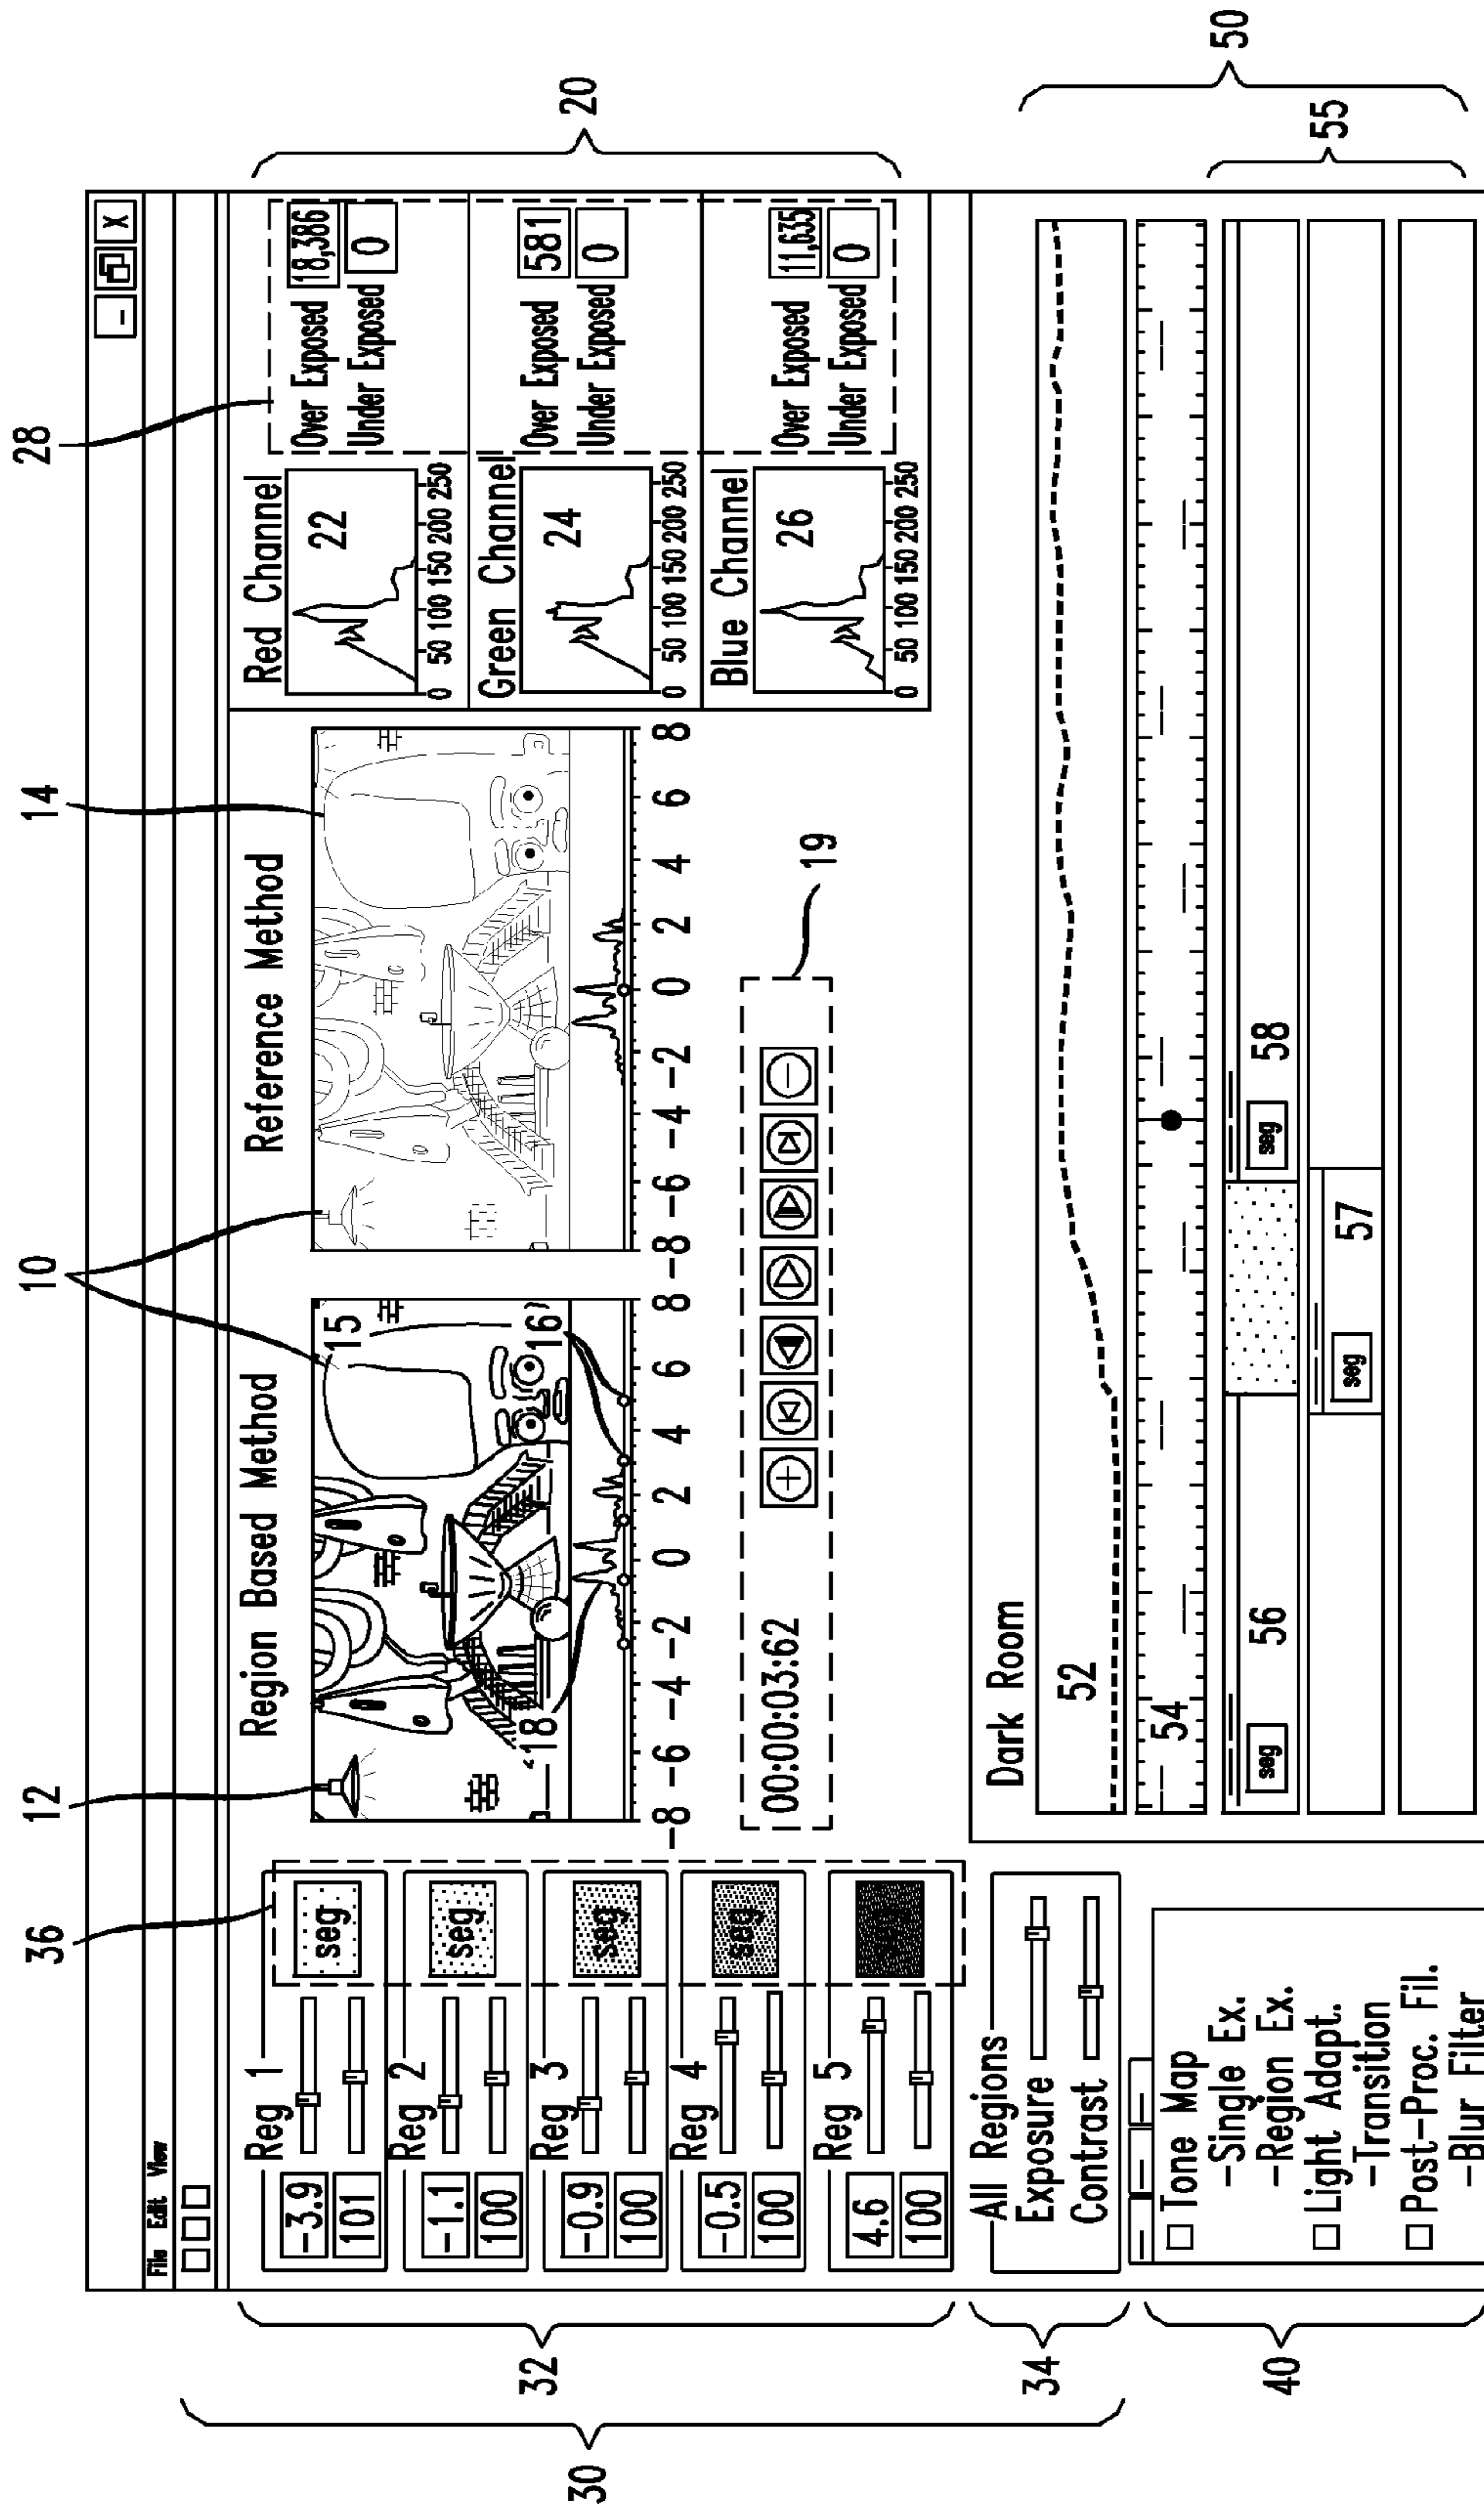 28
14
10
12
36
- X
File Edit View
Region Based Method
Reference Method
Red Channel
22
0 50 100 150 200 250
Over Exposed 18,386
Under Exposed 0
Green Channel
24
0 50 100 150 200 250
Over Exposed 581
Under Exposed 0
Blue Channel
26
0 50 100 150 200 250
Over Exposed 11,635
Under Exposed 0
20
15
16
18
-8 -6 -4 -2 0 2 4 6 8
-8 -6 -4 -2 0 2 4 6 8
19
00:00:03:62
Reg 1
-3.9
101
seg
Reg 2
-1.1
100
seg
Reg 3
-0.9
100
seg
Reg 4
-0.5
100
seg
Reg 5
4.6
100
32
30
All Regions
Exposure
Contrast
34
Tone Map
-Single Ex.
-Region Ex.
Light Adapt.
-Transition
Post-Proc. Fil.
-Blur Filter
40
Dark Room
52
54
seg 56
seg 58
seg 57
50
55